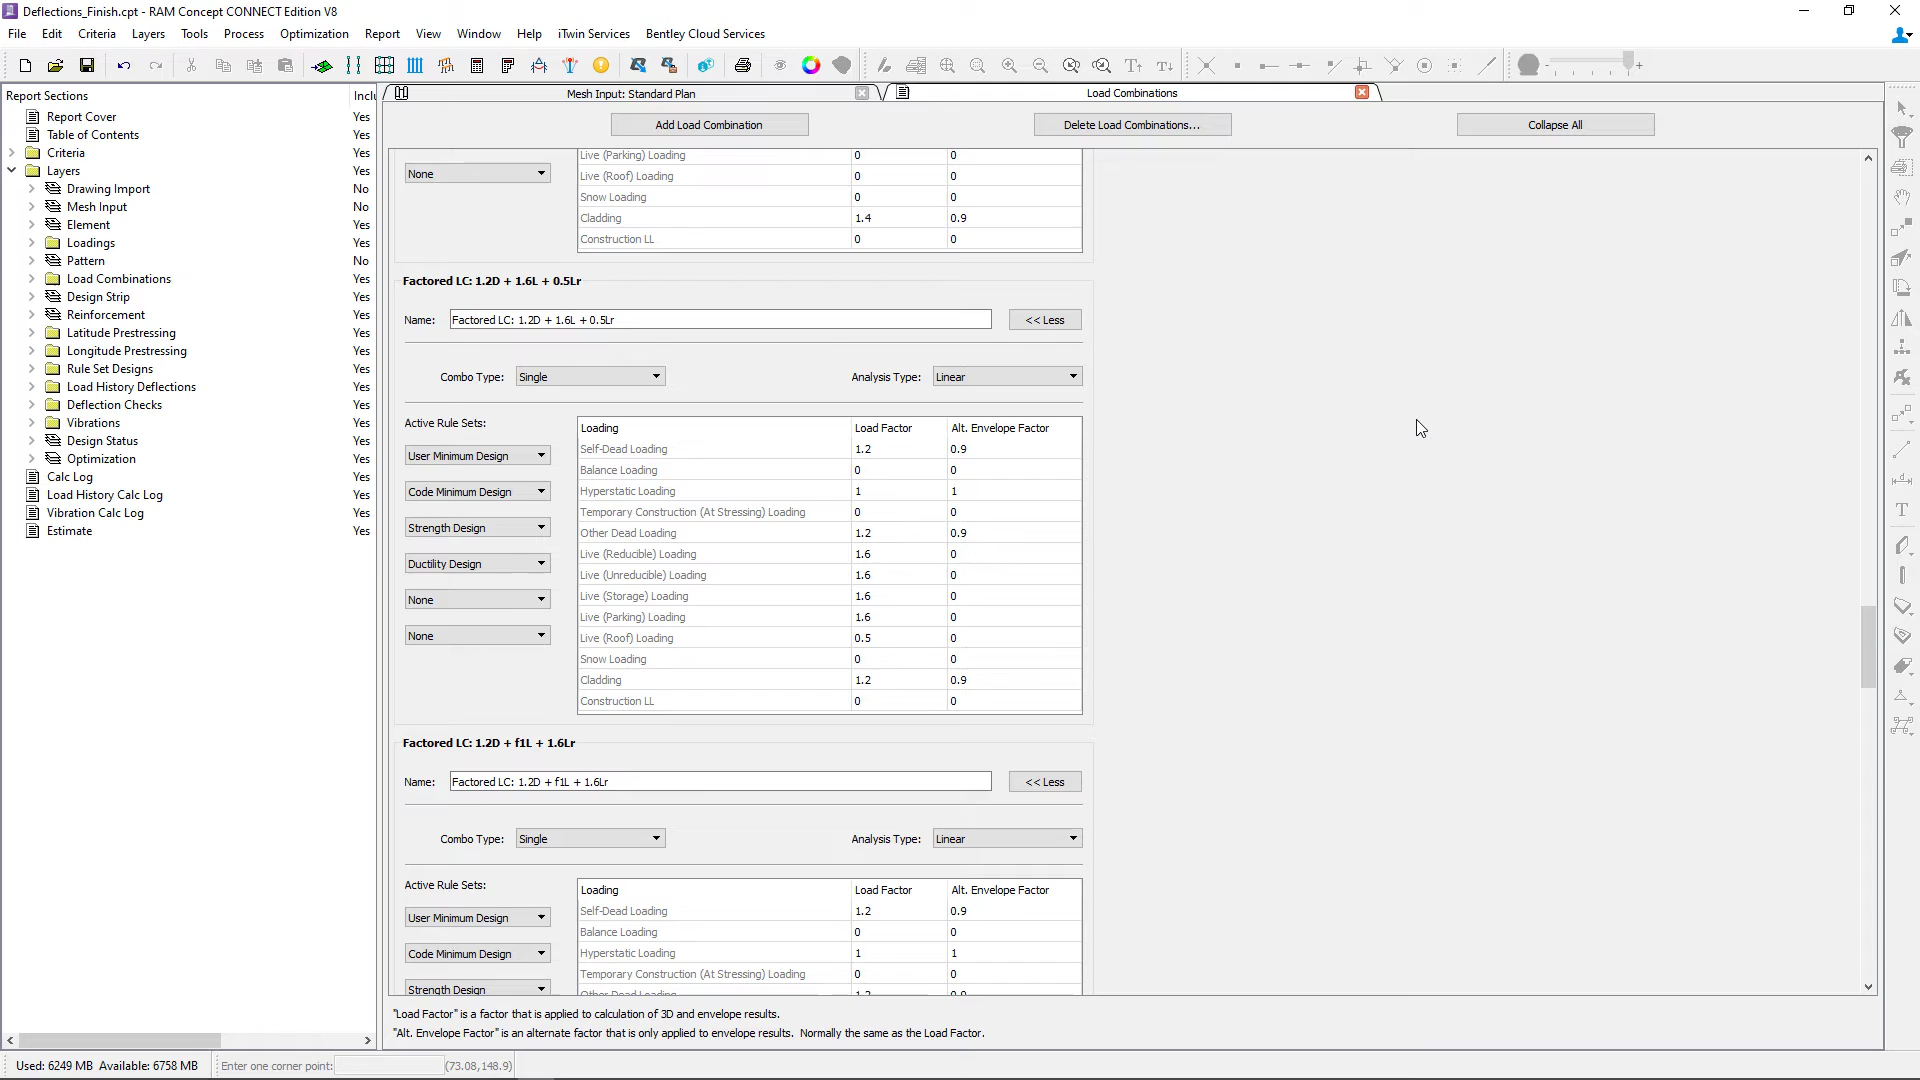 Deflections_Finish.cpt - RAM Concept CONNECT Edition V8
File Edit Criteria Layers Tools Process Optimization Report View Window Help iTwin Services Bentley Cloud Services
Report Sections Inclu
Report Cover Yes
Table of Contents Yes
Criteria Yes
Layers Yes
Drawing Import No
Mesh Input No
Element Yes
Loadings Yes
Pattern No
Load Combinations Yes
Design Strip Yes
Reinforcement Yes
Latitude Prestressing Yes
Longitude Prestressing Yes
Rule Set Designs Yes
Load History Deflections Yes
Deflection Checks Yes
Vibrations Yes
Design Status Yes
Optimization Yes
Calc Log Yes
Load History Calc Log Yes
Vibration Calc Log Yes
Estimate Yes
Mesh Input: Standard Plan Load Combinations
Add Load Combination Delete Load Combinations... Collapse All
Live (Parking) Loading 0 0
None
Live (Roof) Loading 0 0
Snow Loading 0 0
Cladding 1.4 0.9
Construction LL 0 0
Factored LC: 1.2D + 1.6L + 0.5Lr
Name: Factored LC: 1.2D + 1.6L + 0.5Lr << Less
Combo Type: Single Analysis Type: Linear
Active Rule Sets:
User Minimum Design
Code Minimum Design
Strength Design
Ductility Design
None
None
Loading Load Factor Alt. Envelope Factor
Self-Dead Loading 1.2 0.9
Balance Loading 0 0
Hyperstatic Loading 1 1
Temporary Construction (At Stressing) Loading 0 0
Other Dead Loading 1.2 0.9
Live (Reducible) Loading 1.6 0
Live (Unreducible) Loading 1.6 0
Live (Storage) Loading 1.6 0
Live (Parking) Loading 1.6 0
Live (Roof) Loading 0.5 0
Snow Loading 0 0
Cladding 1.2 0.9
Construction LL 0 0
Factored LC: 1.2D + f1L + 1.6Lr
Name: Factored LC: 1.2D + f1L + 1.6Lr << Less
Combo Type: Single Analysis Type: Linear
Active Rule Sets:
User Minimum Design
Code Minimum Design
Strength Design
Loading Load Factor Alt. Envelope Factor
Self-Dead Loading 1.2 0.9
Balance Loading 0 0
Hyperstatic Loading 1 1
Temporary Construction (At Stressing) Loading 0 0
Other Dead Loading 1.2 0.9
"Load Factor" is a factor that is applied to calculation of 3D and envelope results.
"Alt. Envelope Factor" is an alternate factor that is only applied to envelope results. Normally the same as the Load Factor.
Used: 6249 MB Available: 6758 MB Enter one corner point: (73.08,148.9)